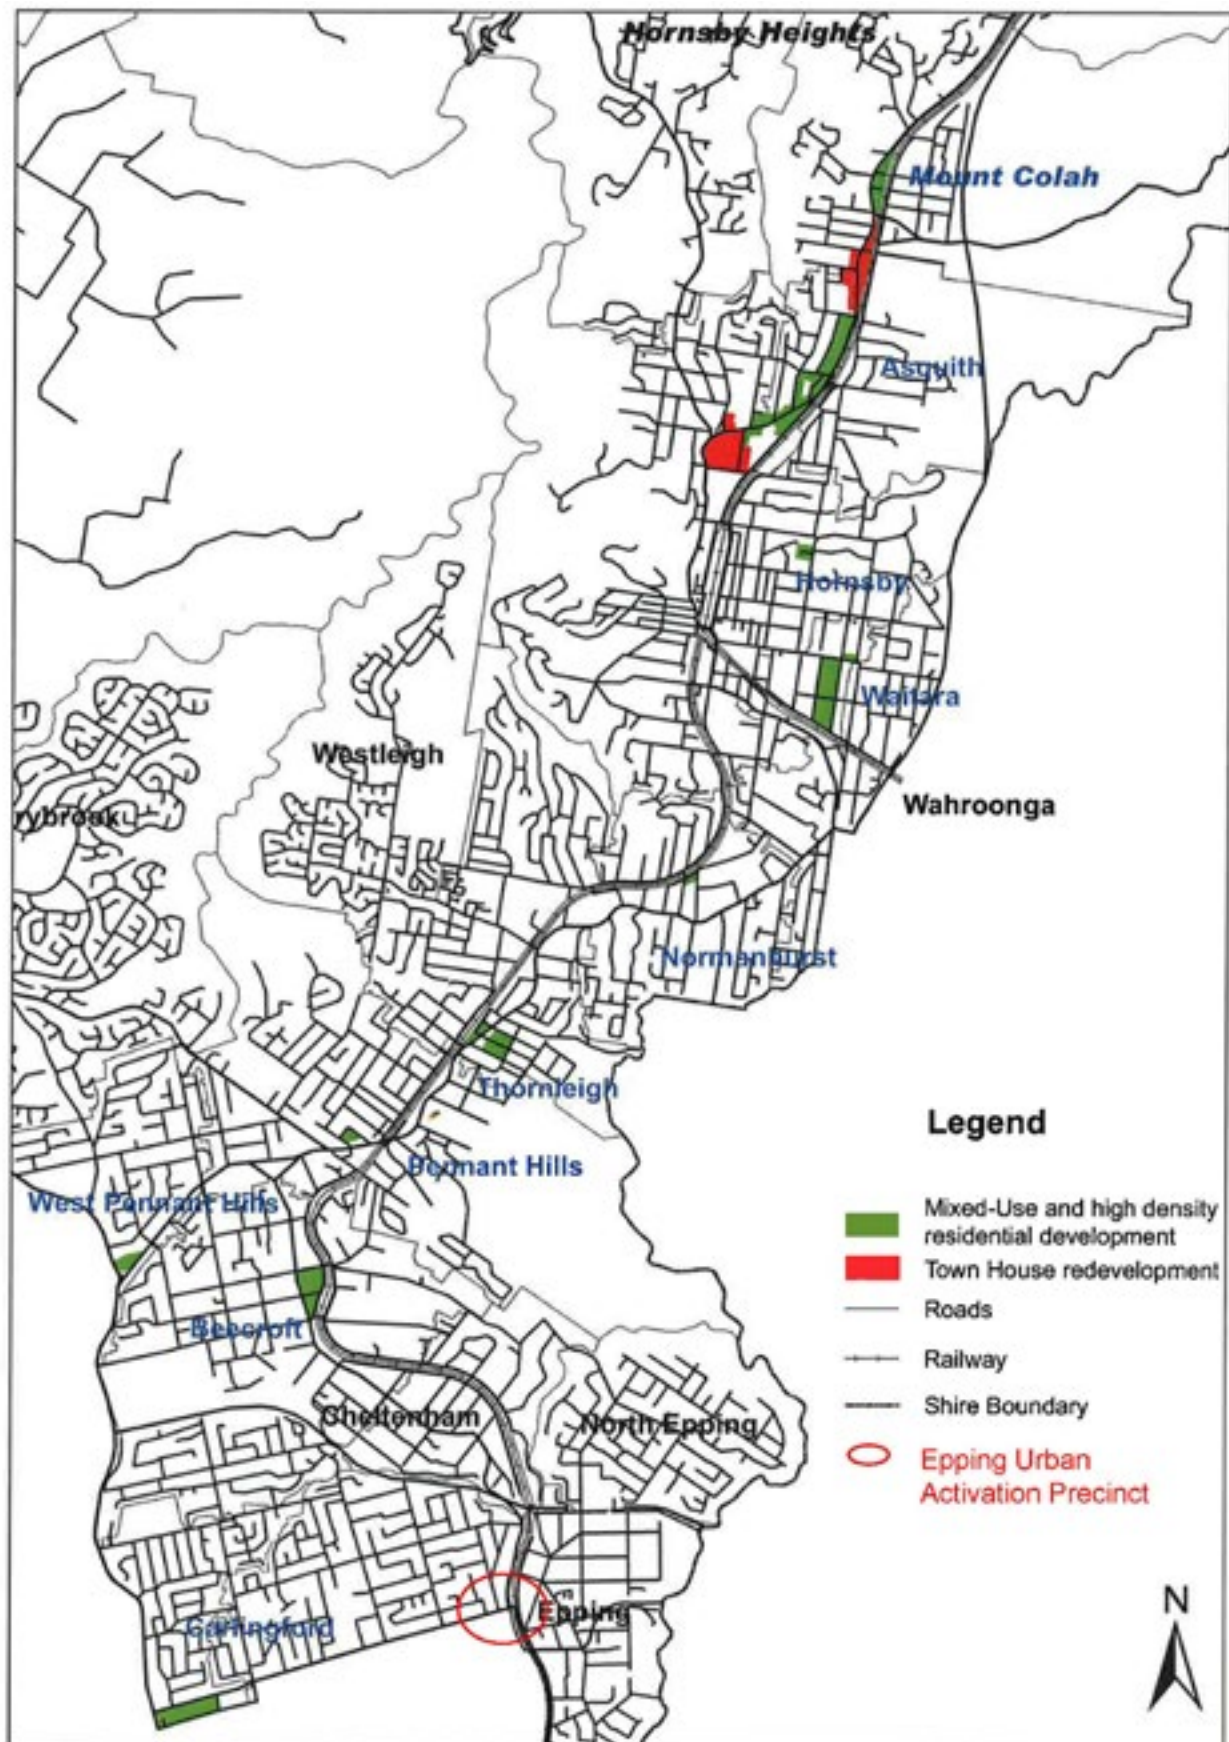 Hornsby Heights
Mount Colah
Asquith
Hornsby
Waitara
Westleigh
Wahroonga
rybrook
Normanhurst
Thornleigh
Pennant Hills
West Pennant Hills
Beecroft
Cheltenham
North Epping
Epping
Carlingford
Legend
Mixed-Use and high density
residential development
Town House redevelopment
Roads
Railway
Shire Boundary
Epping Urban
Activation Precinct
N